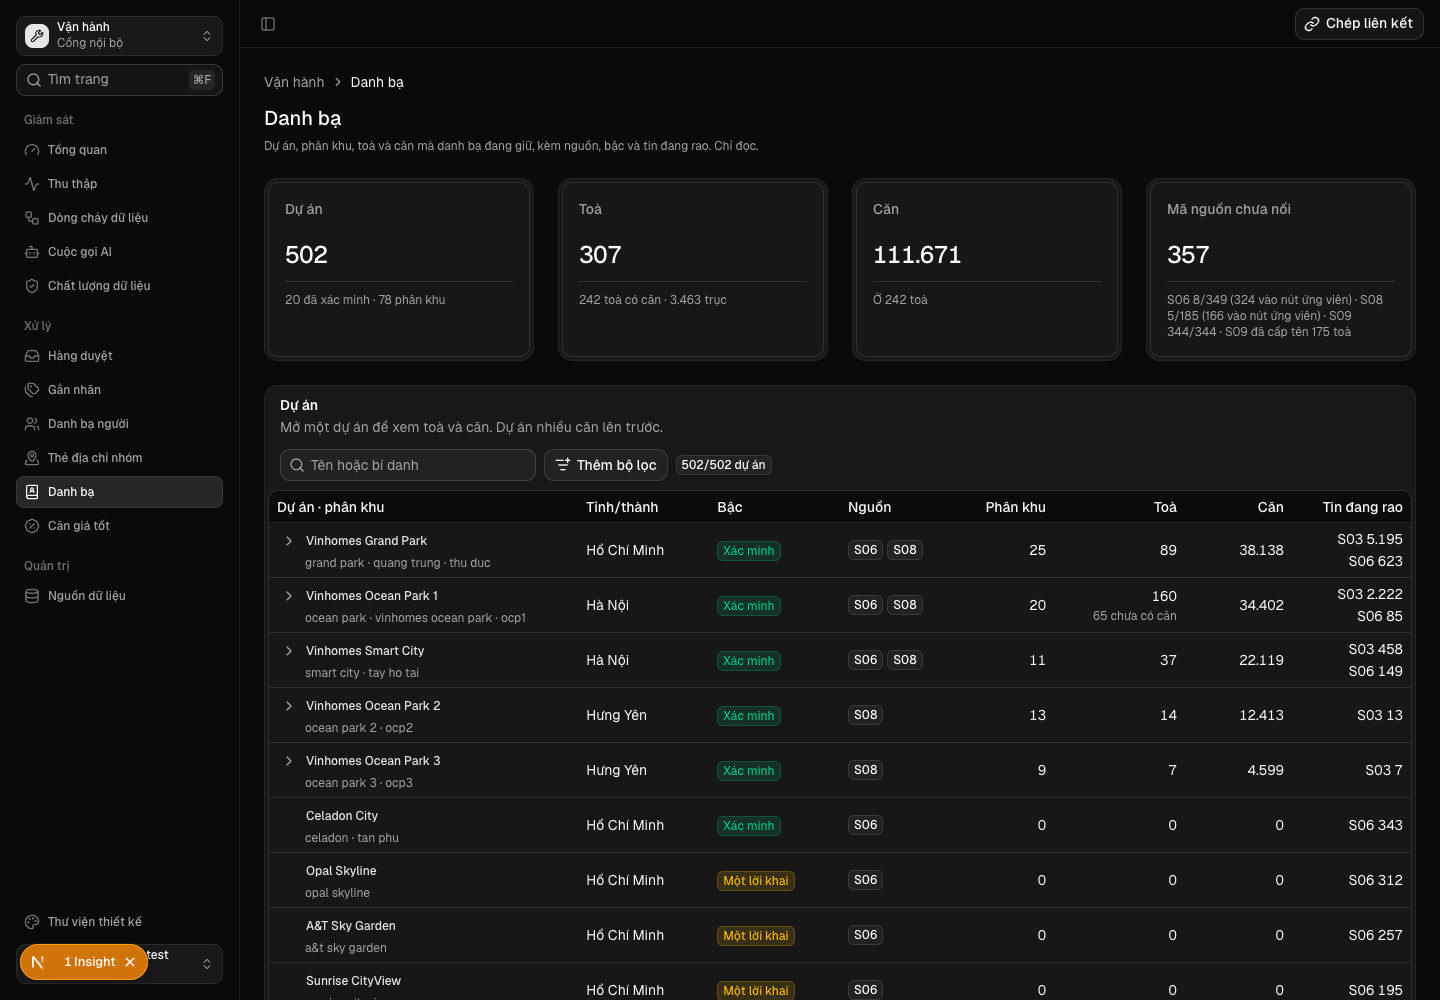 Vận hành
Cổng nội bộ
Tìm trang
⌘F
Giám sát
Tổng quan
Thu thập
Dòng chảy dữ liệu
Cuộc gọi AI
Chất lượng dữ liệu
Xử lý
Hàng duyệt
Gắn nhãn
Danh bạ người
Thẻ địa chỉ nhóm
Danh bạ
Căn giá tốt
Quản trị
Nguồn dữ liệu
Thư viện thiết kế
1 Insight
test
Chép liên kết
Vận hành
Danh bạ
Danh bạ
Dự án, phân khu, toà và căn mà danh bạ đang giữ, kèm nguồn, bậc và tin đang rao. Chỉ đọc.
Dự án
502
20 đã xác minh · 78 phân khu
Toà
307
242 toà có căn · 3.463 trục
Căn
111.671
Ở 242 toà
Mã nguồn chưa nối
357
S06 8/349 (324 vào nút ứng viên) · S08
5/185 (166 vào nút ứng viên) · S09
344/344 · S09 đã cấp tên 175 toà
Dự án
Mở một dự án để xem toà và căn. Dự án nhiều căn lên trước.
Tên hoặc bí danh
Thêm bộ lọc
502/502 dự án
Dự án · phân khu Tỉnh/thành Bậc Nguồn Phân khu Toà Căn Tin đang rao
Vinhomes Grand Park
grand park · quang trung · thu duc
Hồ Chí Minh Xác minh S06 S08 25 89 38.138
S03 5.195
S06 623
Vinhomes Ocean Park 1
ocean park · vinhomes ocean park · ocp1
Hà Nội Xác minh S06 S08 20
160
65 chưa có căn
34.402
S03 2.222
S06 85
Vinhomes Smart City
smart city · tay ho tai
Hà Nội Xác minh S06 S08 11 37 22.119
S03 458
S06 149
Vinhomes Ocean Park 2
ocean park 2 · ocp2
Hưng Yên Xác minh S08 13 14 12.413 S03 13
Vinhomes Ocean Park 3
ocean park 3 · ocp3
Hưng Yên Xác minh S08 9 7 4.599 S03 7
Celadon City
celadon · tan phu
Hồ Chí Minh Xác minh S06 0 0 0 S06 343
Opal Skyline
opal skyline
Hồ Chí Minh Một lời khai S06 0 0 0 S06 312
A&T Sky Garden
a&t sky garden
Hồ Chí Minh Một lời khai S06 0 0 0 S06 257
Sunrise CityView
Hồ Chí Minh Một lời khai S06 0 0 0 S06 195